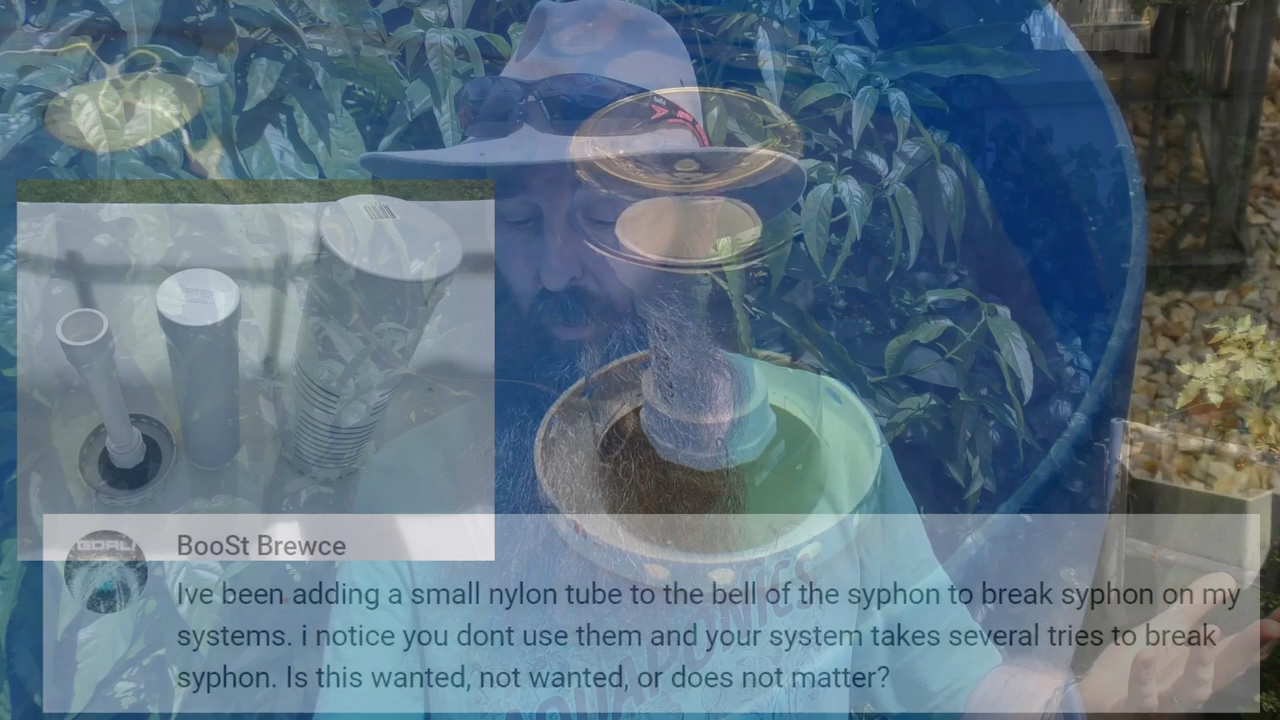 BooSt Brewce
Ive been adding a small nylon tube to the bell of the syphon to break syphon on my
systems. i notice you dont use them and your system takes several tries to break
syphon. Is this wanted, not wanted, or does not matter?
AQUAPONICS